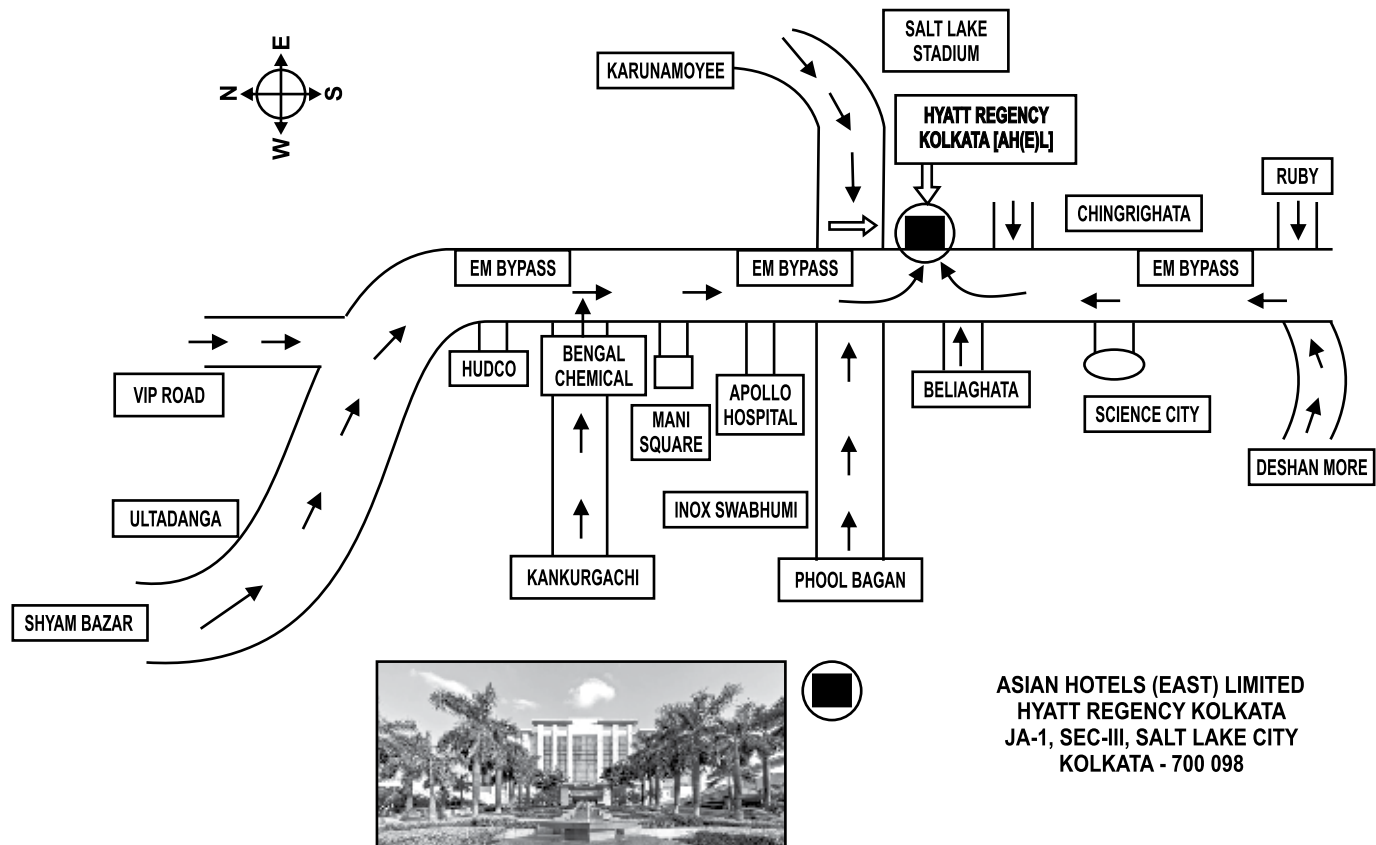 SALT LAKE
STADIUM
KARUNAMOYEE
E
N
S
W
HYATT REGENCY
KOLKATA [AH(E)L]
RUBY
CHINGRIGHATA
EM BYPASS
EM BYPASS
EM BYPASS
HUDCO
BENGAL
CHEMICAL
VIP ROAD
APOLLO
HOSPITAL
BELIAGHATA
MANI
SQUARE
SCIENCE CITY
DESHAN MORE
ULTADANGA
INOX SWABHUMI
KANKURGACHI
PHOOL BAGAN
SHYAM BAZAR
ASIAN HOTELS (EAST) LIMITED
HYATT REGENCY KOLKATA
JA-1, SEC-III, SALT LAKE CITY
KOLKATA - 700 098